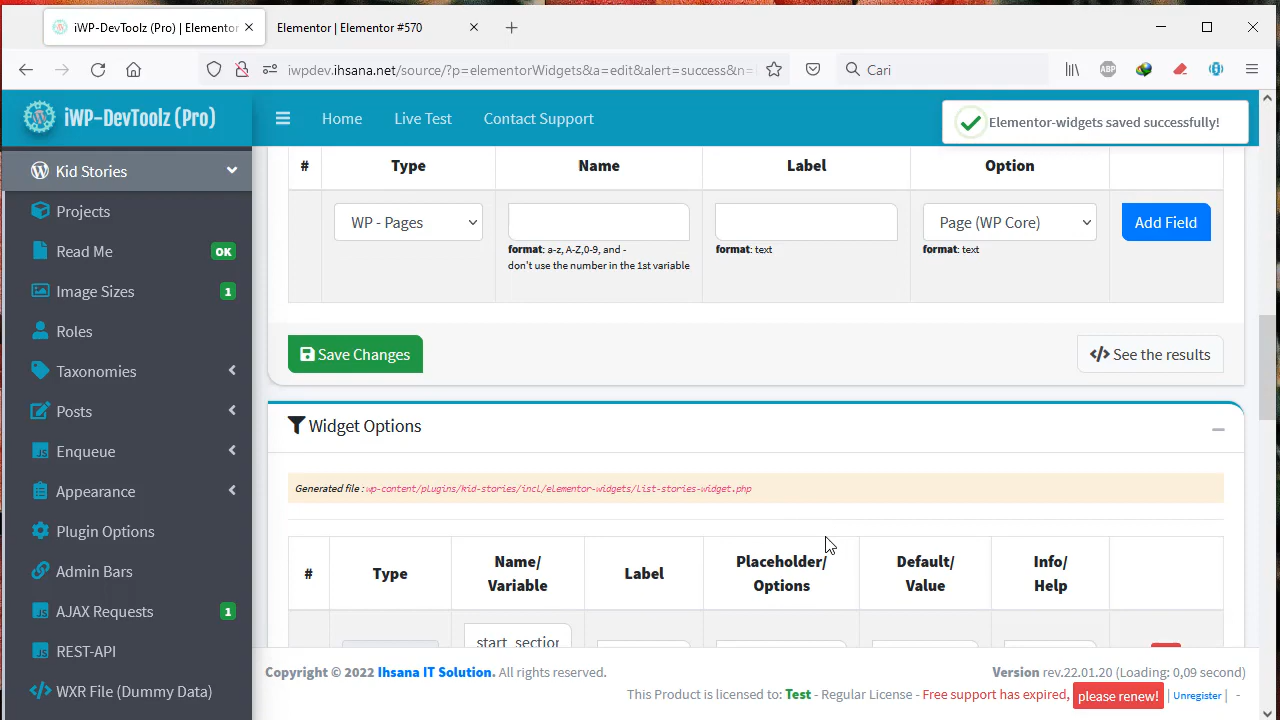 iWP-DevToolz (Pro) | Elementor
Elementor | Elementor #570
iwpdev.ihsana.net/source/?p=elementorWidgets&a=edit&alert=success&n=
Cari
ABP
iWP-DevToolz (Pro)
Home
Live Test
Contact Support
Elementor-widgets saved successfully!
Kid Stories
Projects
Read Me OK
Image Sizes 1
Roles
Taxonomies
Posts
Enqueue
Appearance
Plugin Options
Admin Bars
AJAX Requests 1
REST-API
WXR File (Dummy Data)
# Type Name Label Option
WP - Pages
Page (WP Core)
Add Field
format: a-z, A-Z,0-9, and - format: text format: text
don't use the number in the 1st variable
Save Changes
See the results
Widget Options
Generated file : wp-content/plugins/kid-stories/incl/elementor-widgets/list-stories-widget.php
# Type Name/ Variable Label Placeholder/ Options Default/ Value Info/ Help
start_section
Copyright © 2022 Ihsana IT Solution. All rights reserved.
Version rev.22.01.20 (Loading: 0,09 second)
This Product is licensed to: Test - Regular License - Free support has expired, please renew! | Unregister | -